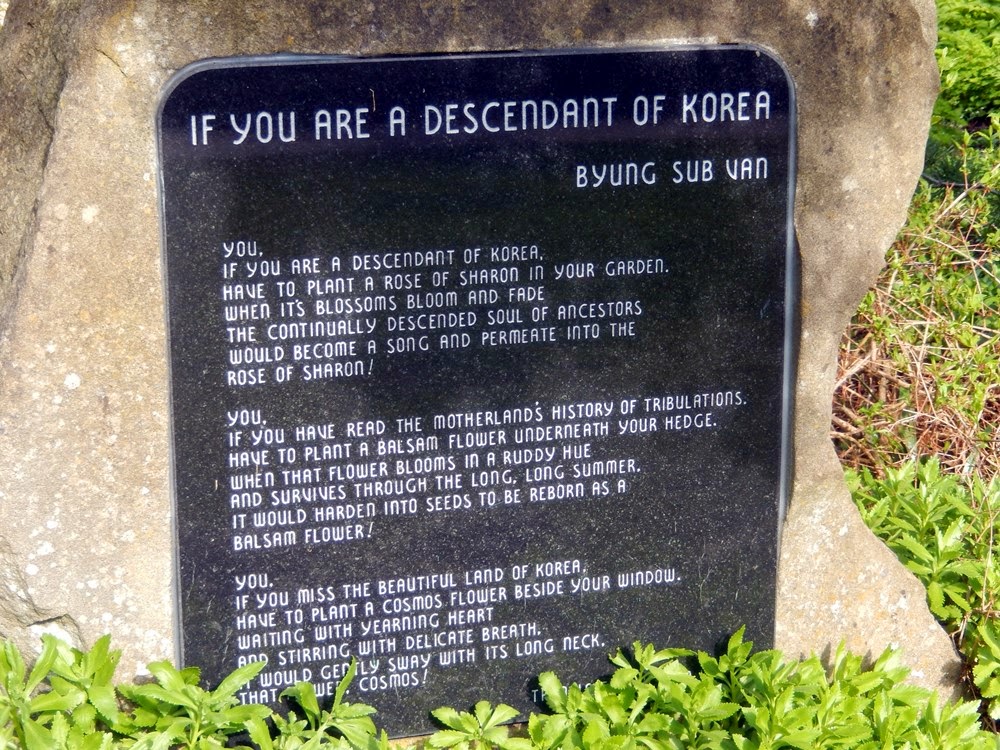 IF YOU ARE A DESCENDANT OF KOREA
BYUNG SUB VAN
YOU,
IF YOU ARE A DESCENDANT OF KOREA,
HAVE TO PLANT A ROSE OF SHARON IN YOUR GARDEN.
WHEN IT'S BLOSSOMS BLOOM AND FADE
THE CONTINUALLY DESCENDED SOUL OF ANCESTORS
WOULD BECOME A SONG AND PERMEATE INTO THE
ROSE OF SHARON!
YOU,
IF YOU HAVE READ THE MOTHERLAND'S HISTORY OF TRIBULATIONS,
HAVE TO PLANT A BALSAM FLOWER UNDERNEATH YOUR HEDGE.
WHEN THAT FLOWER BLOOMS IN A RUDDY HUE
AND SURVIVES THROUGH THE LONG, LONG SUMMER,
IT WOULD HARDEN INTO SEEDS TO BE REBORN AS A
BALSAM FLOWER!
YOU,
IF YOU MISS THE BEAUTIFUL LAND OF KOREA,
HAVE TO PLANT A COSMOS FLOWER BESIDE YOUR WINDOW.
WAITING WITH YEARNING HEART
AND STIRRING WITH DELICATE BREATH,
WOULD GENTLY SWAY WITH ITS LONG NECK,
THAT COSMOS!